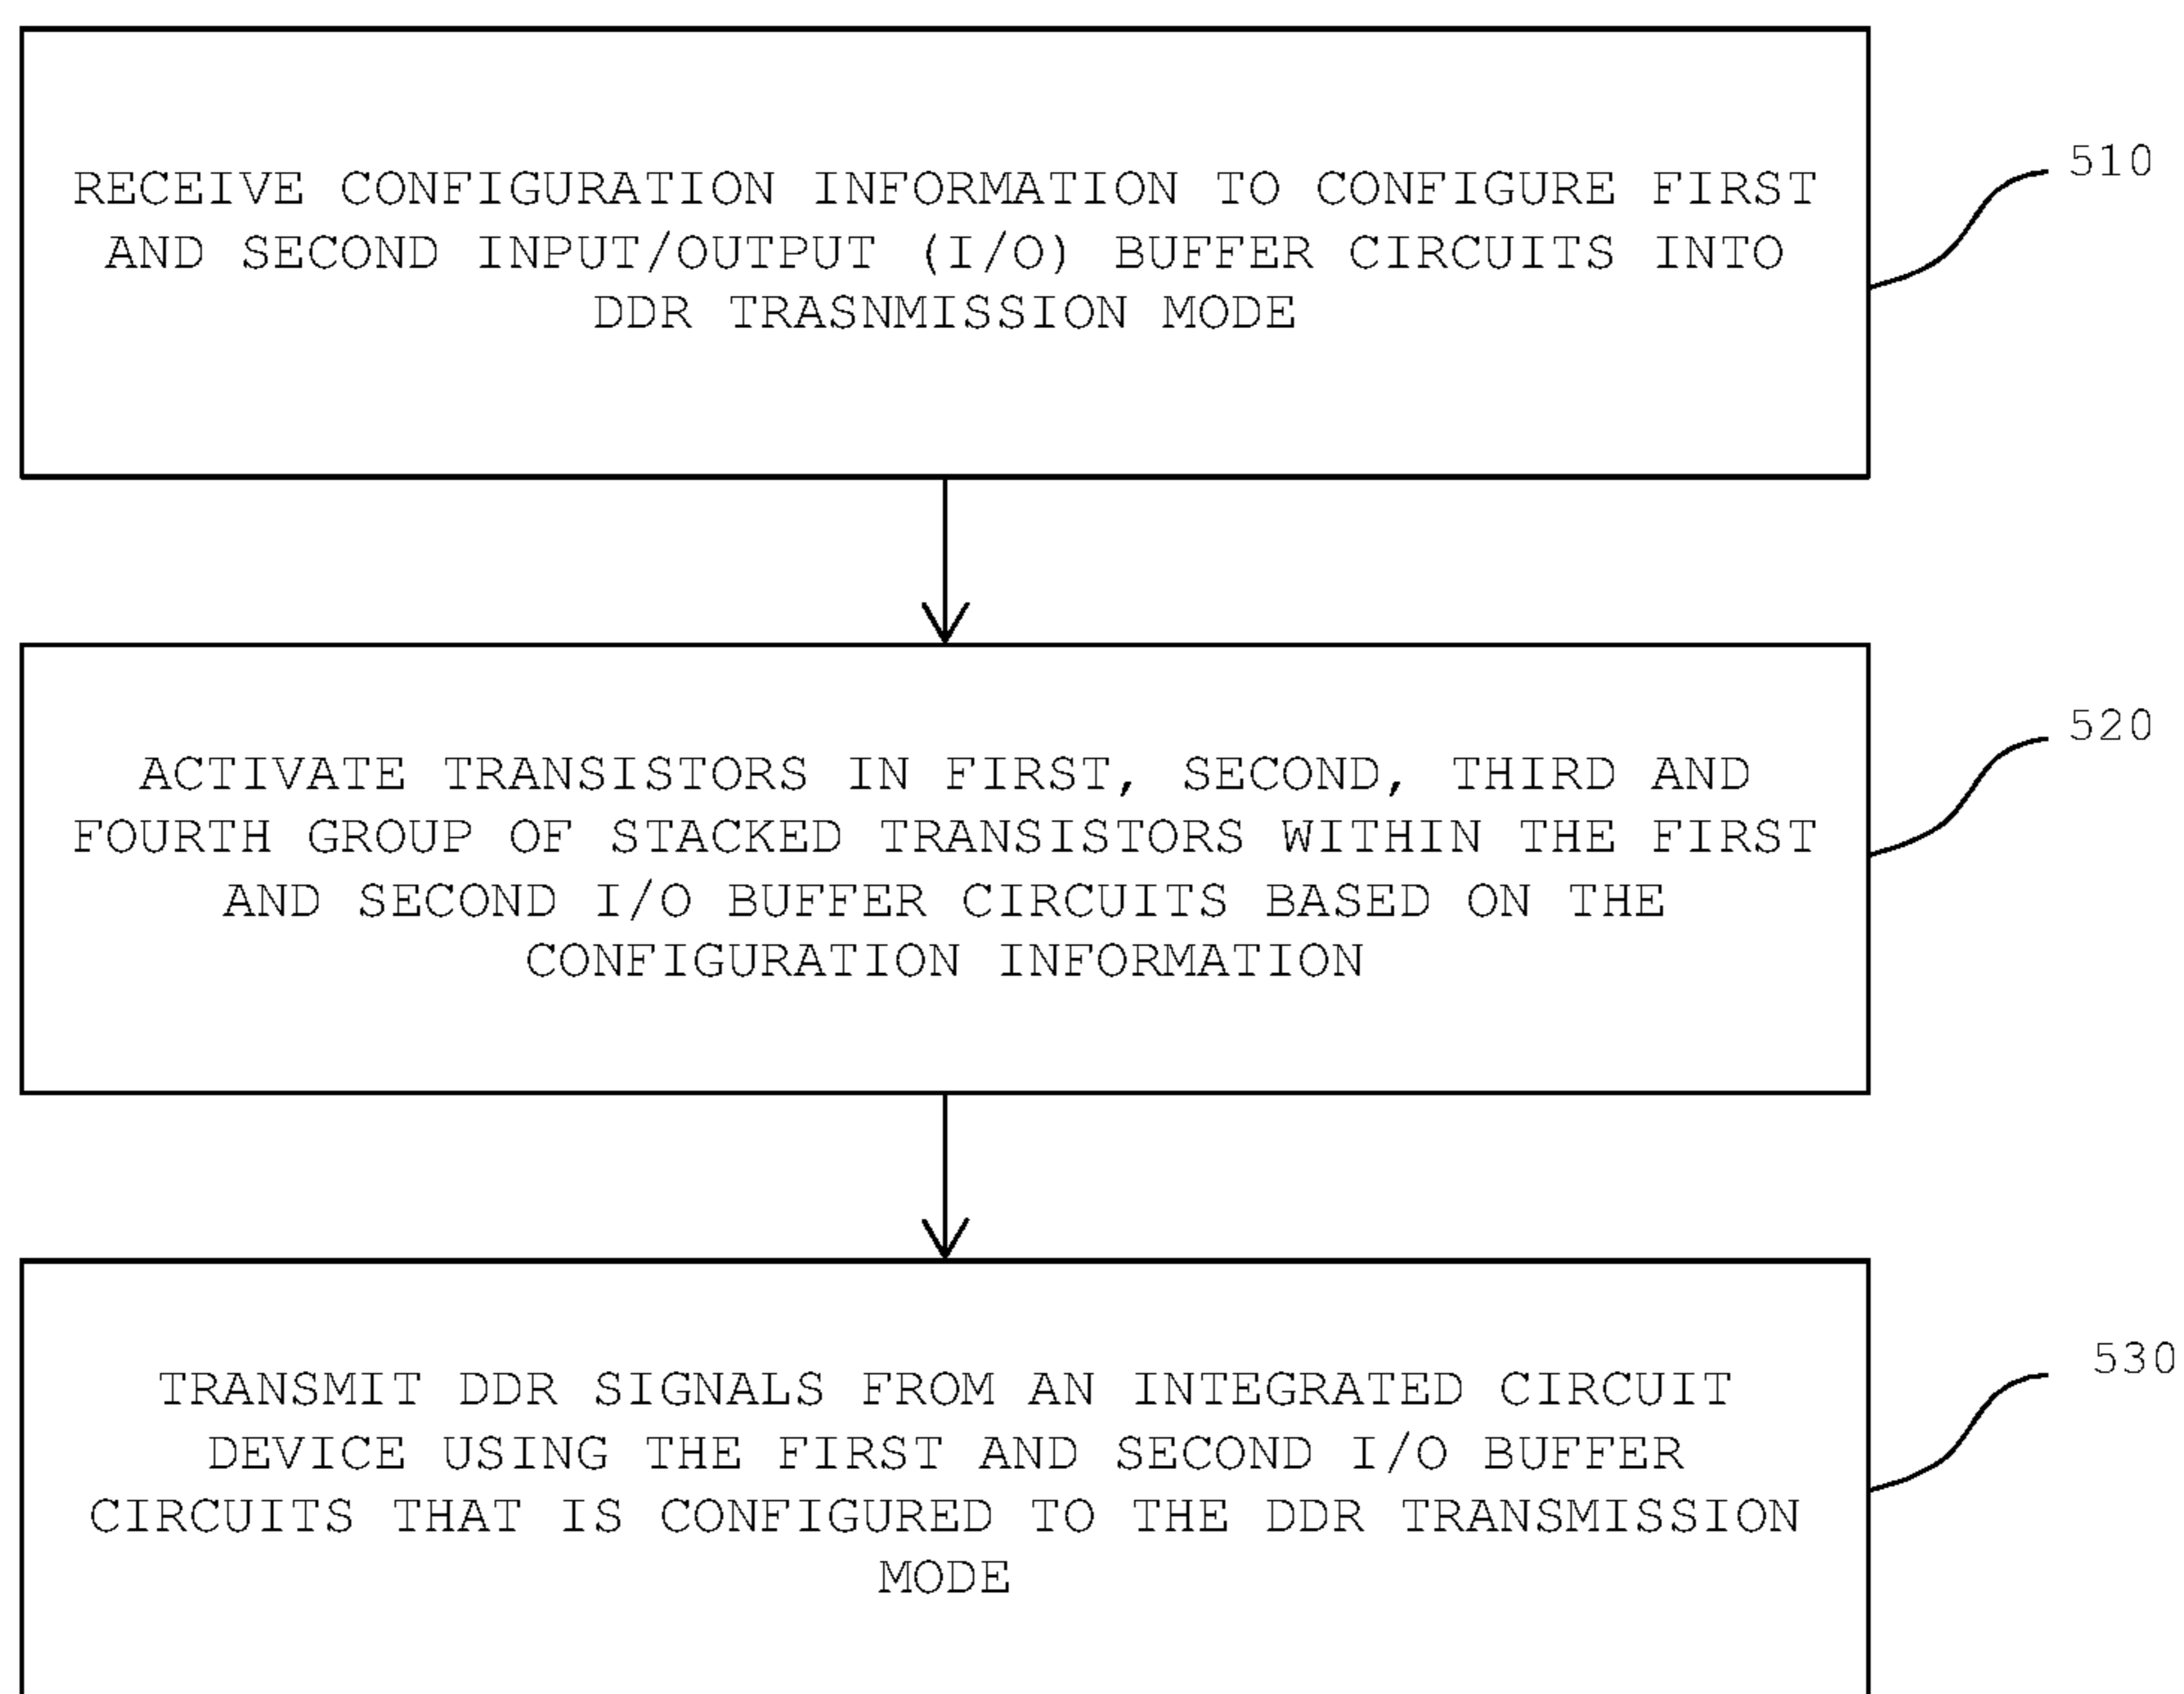 RECEIVE CONFIGURATION INFORMATION TO CONFIGURE FIRST
AND SECOND INPUT/OUTPUT (I/O) BUFFER CIRCUITS INTO
DDR TRASNMISSION MODE
510
ACTIVATE TRANSISTORS IN FIRST, SECOND, THIRD AND
FOURTH GROUP OF STACKED TRANSISTORS WITHIN THE FIRST
AND SECOND I/O BUFFER CIRCUITS BASED ON THE
CONFIGURATION INFORMATION
520
TRANSMIT DDR SIGNALS FROM AN INTEGRATED CIRCUIT
DEVICE USING THE FIRST AND SECOND I/O BUFFER
CIRCUITS THAT IS CONFIGURED TO THE DDR TRANSMISSION
MODE
530